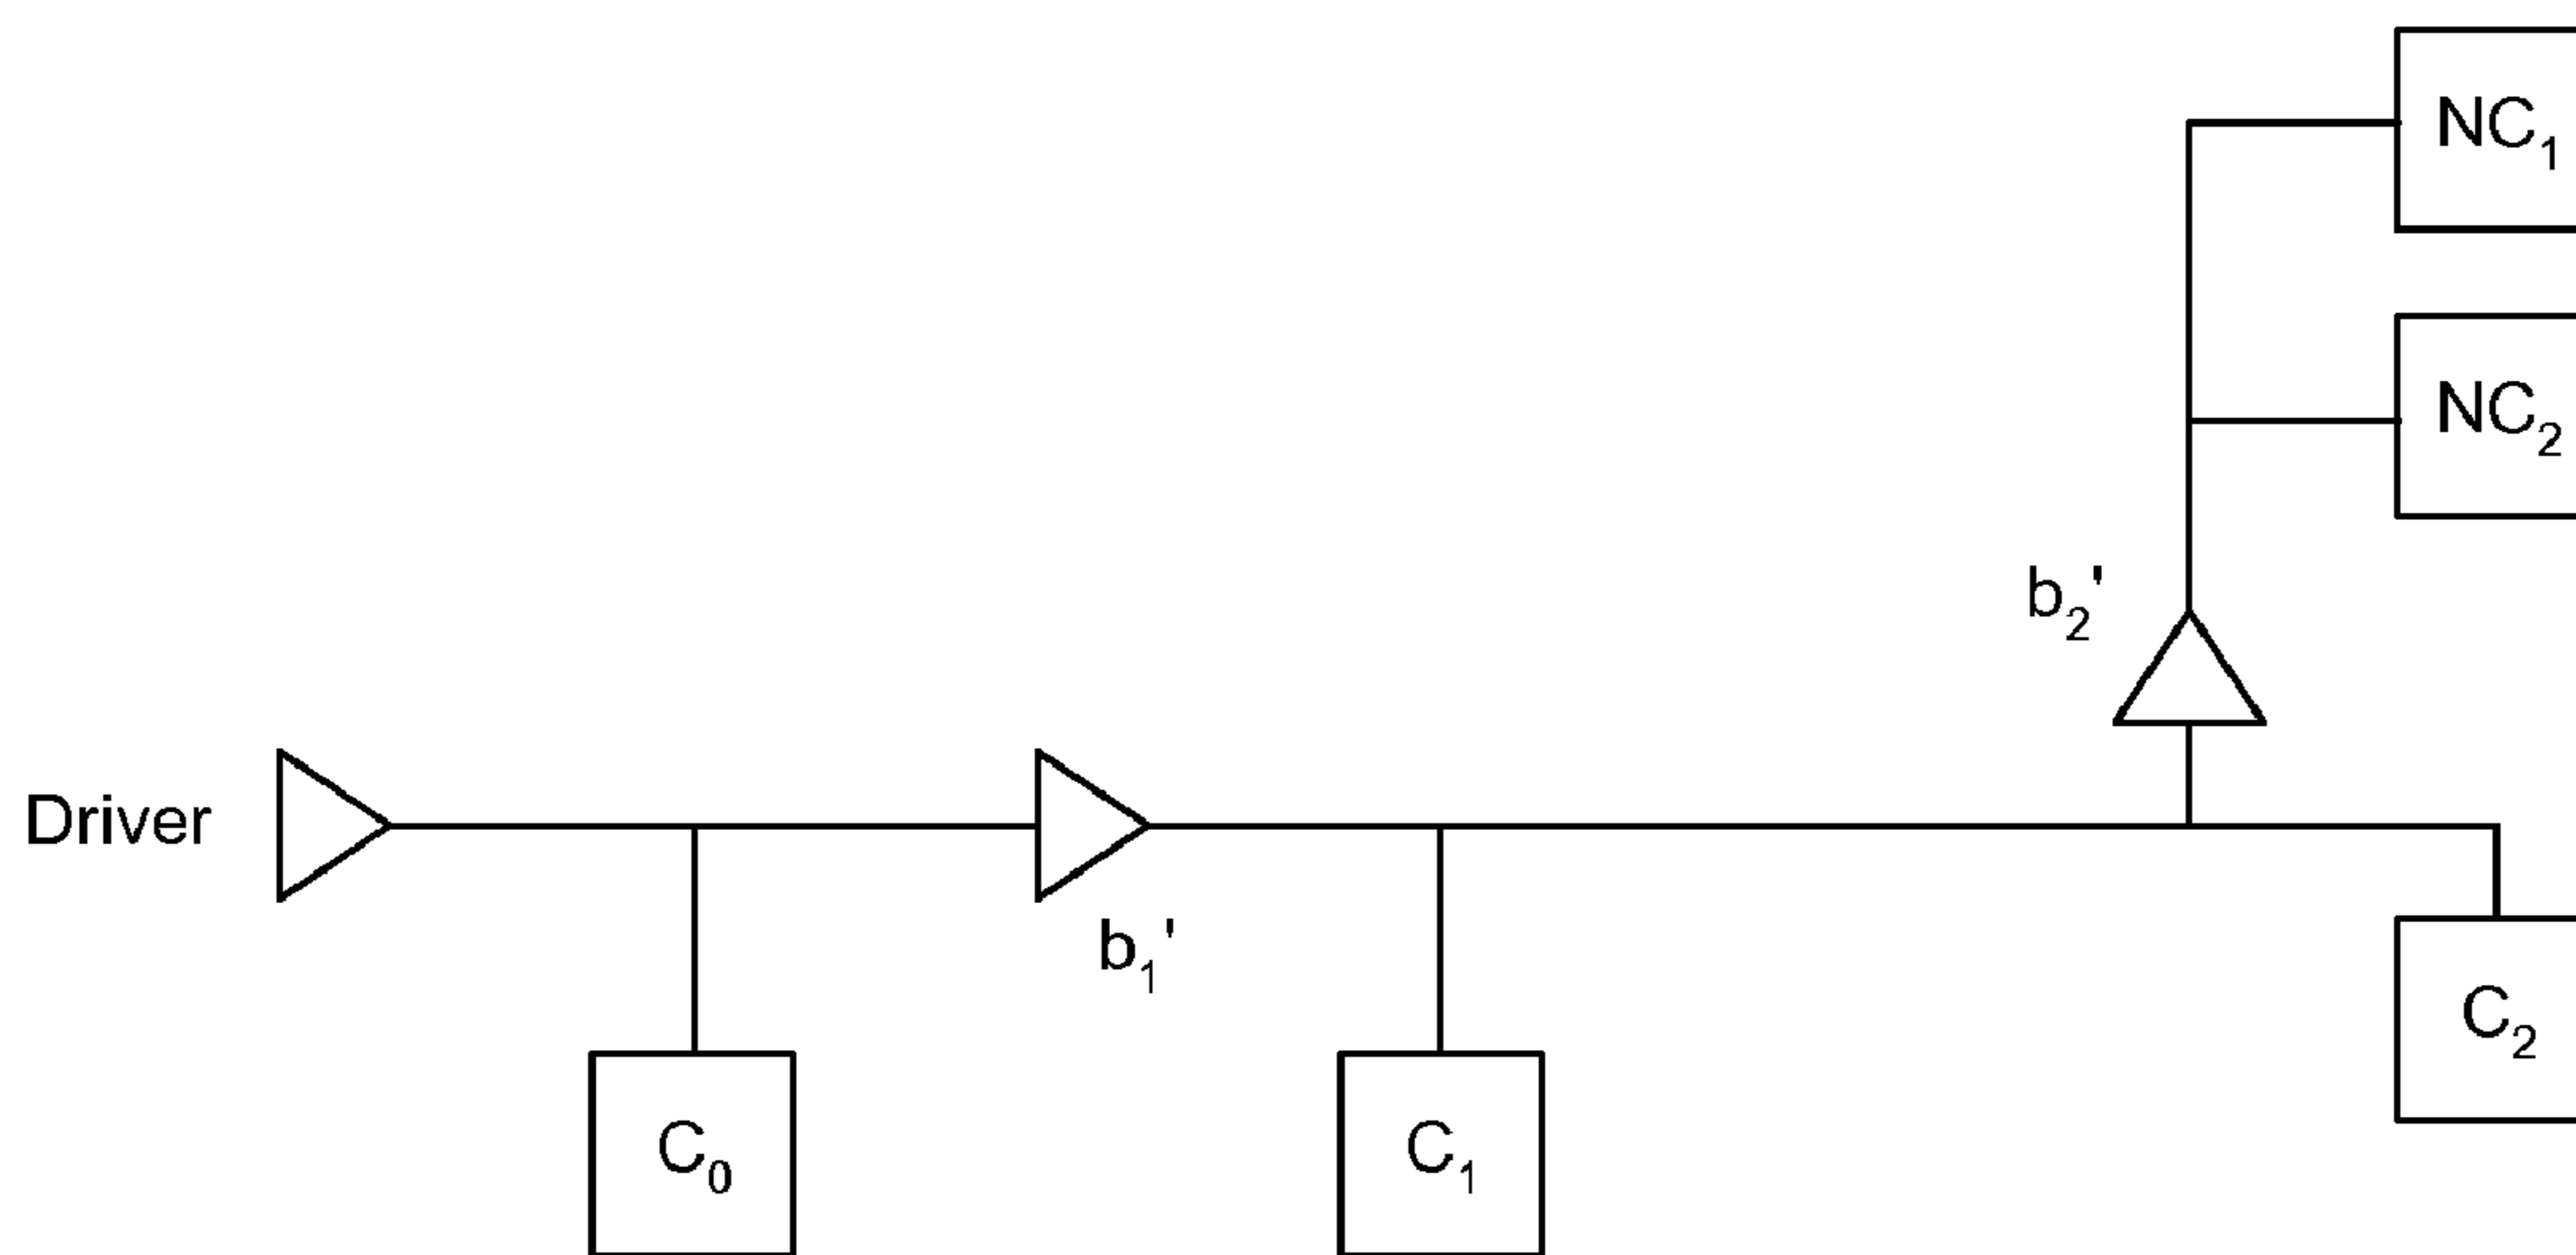 NC₁
NC₂
b₂'
Driver
b₁'
C₂
C₀
C₁